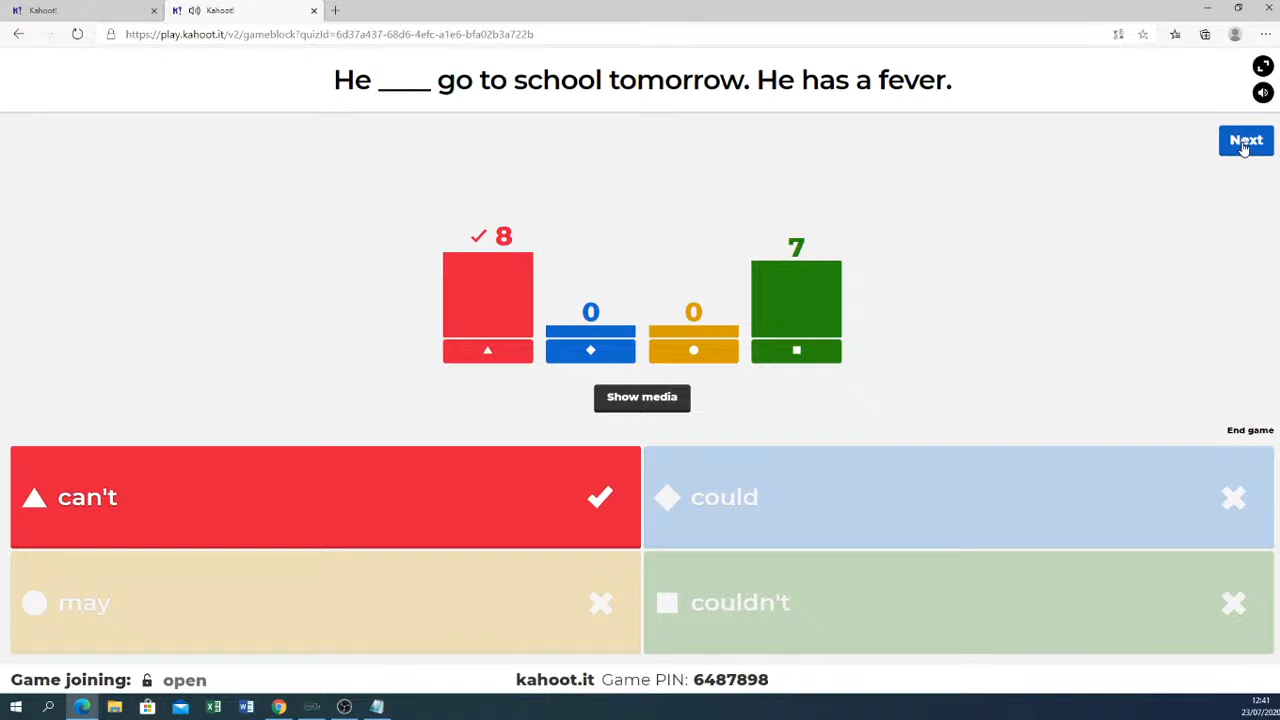 K! Kahoot!
K! Kahoot!
https://play.kahoot.it/v2/gameblock?quizId=6d37a437-68d6-4efc-a1e6-bfa02b3a722b
He ____ go to school tomorrow. He has a fever.
Next
8
0
0
7
Show media
End game
can't
could
may
couldn't
Game joining: open
kahoot.it Game PIN: 6487898
12:41
23/07/2020